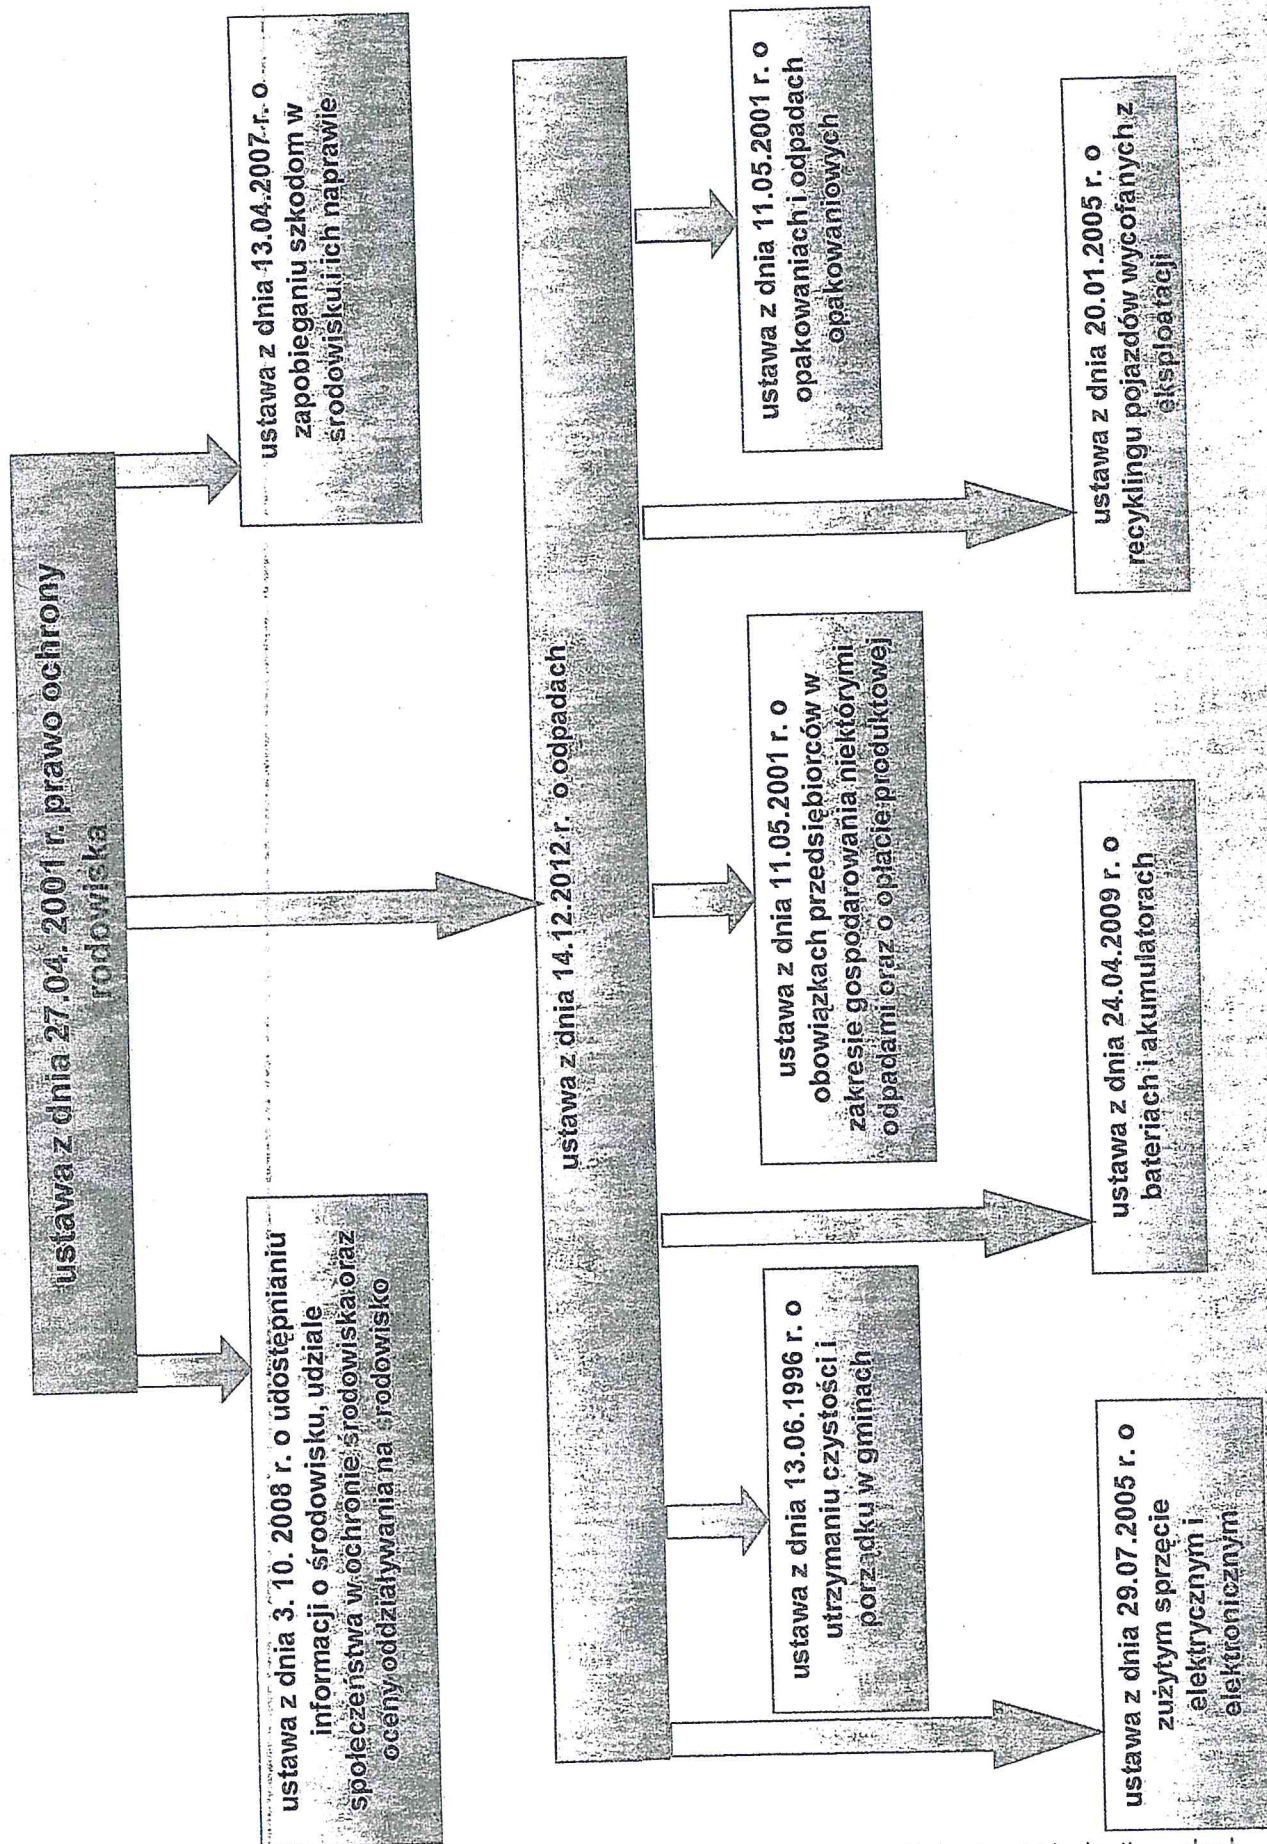 ustawa z dnia 27.04. 2001 r. prawo ochrony
rodowiska
ustawa z dnia 3. 10. 2008 r. o udostępnianiu
informacji o środowisku, udziale
społeczeństwa w ochronie środowiska oraz
oceny oddziaływania na rodowisko
ustawa z dnia 13.04.2007 r. o
zapobieganiu szkodom w
środowisku i ich naprawie
ustawa z dnia 14.12.2012 r. o odpadach
ustawa z dnia 13.06.1996 r. o
utrzymaniu czystości i
porządku w gminach
ustawa z dnia 11.05.2001 r. o
obowiązkach przedsiębiorców w
zakresie gospodarowania niektórymi
odpadami oraz o opłacie produktowej
ustawa z dnia 11.05.2001 r. o
opakowaniach i odpadach
opakowaniowych
ustawa z dnia 29.07.2005 r. o
zużytym sprzęcie
elektrycznym i
elektronicznym
ustawa z dnia 24.04.2009 r. o
bateriach i akumulatorach
ustawa z dnia 20.01.2005 r. o
recyklingu pojazdów wycofanych z
eksploatacji